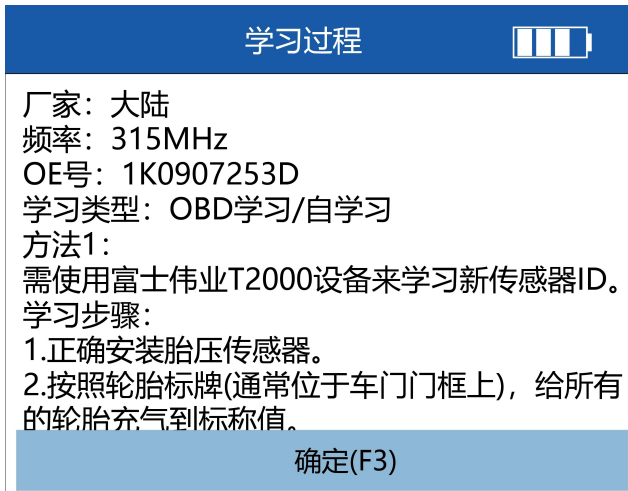 学习过程
厂家：大陆
频率：315MHz
OE号：1K0907253D
学习类型：OBD学习/自学习
方法1：
需使用富士伟业T2000设备来学习新传感器ID。
学习步骤：
1.正确安装胎压传感器。
2.按照轮胎标牌(通常位于车门门框上)，给所有
的轮胎充气到标称值。
确定(F3)